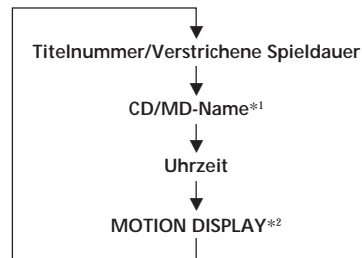 Titelnummer/Verstrichene Spieldauer
CD/MD-Name*1
Uhrzeit
MOTION DISPLAY*2